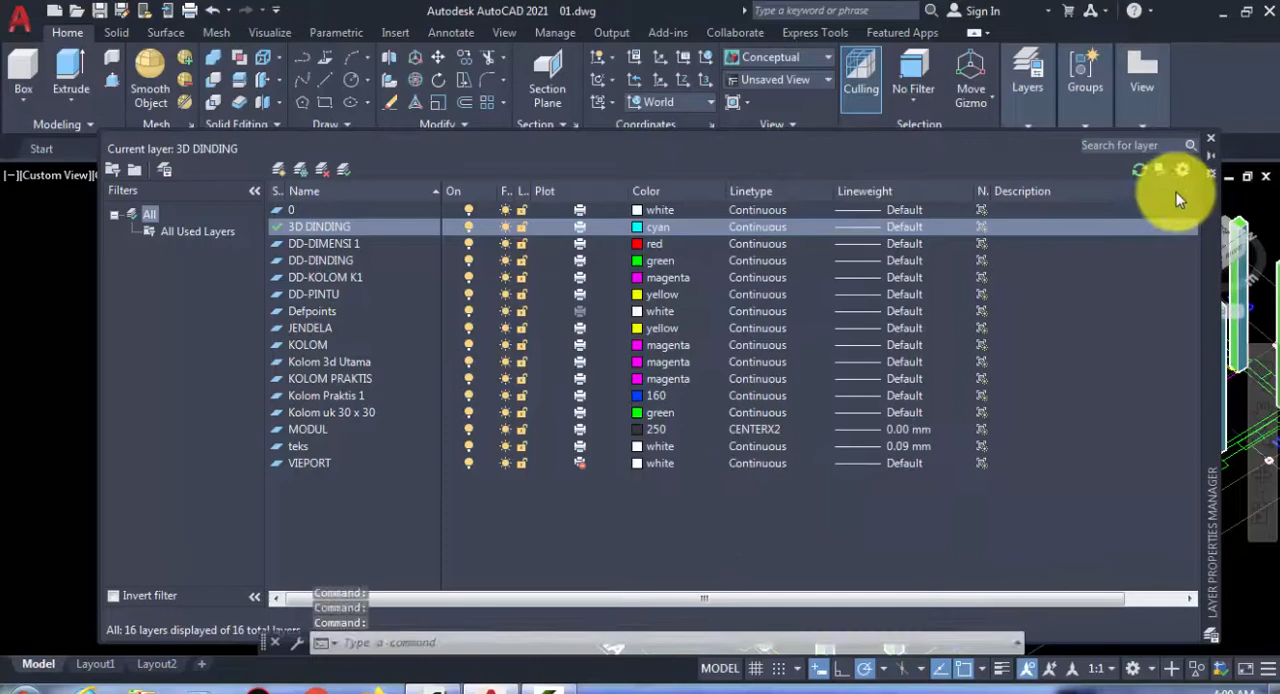 Autodesk AutoCAD 2021 01.dwg
Type a keyword or phrase
Sign In
Home Solid Surface Mesh Visualize Parametric Insert Annotate View Manage Output Add-ins Collaborate Express Tools Featured Apps
Box
Extrude
Smooth
Object
Section
Plane
World
Conceptual
Unsaved View
Culling
No Filter
Move
Gizmo
Layers
Groups
View
Modeling Mesh Solid Editing Draw Modify Section Coordinates View Selection
Start
[−][Custom View][
Current layer: 3D DINDING
Search for layer
Filters
All
All Used Layers
S.. Name On F.. L.. Plot Color Linetype Lineweight N. Description
0 white Continuous Default
3D DINDING cyan Continuous Default
DD-DIMENSI 1 red Continuous Default
DD-DINDING green Continuous Default
DD-KOLOM K1 magenta Continuous Default
DD-PINTU yellow Continuous Default
Defpoints white Continuous Default
JENDELA yellow Continuous Default
KOLOM magenta Continuous Default
Kolom 3d Utama magenta Continuous Default
KOLOM PRAKTIS magenta Continuous Default
Kolom Praktis 1 160 Continuous Default
Kolom uk 30 x 30 green Continuous Default
MODUL 250 CENTERX2 0.00 mm
teks white Continuous 0.09 mm
VIEPORT white Continuous Default
Invert filter
All: 16 layers displayed of 16 total layers
LAYER PROPERTIES MANAGER
Command:
Command:
Command:
Type a command
Model Layout1 Layout2 +
MODEL
1:1